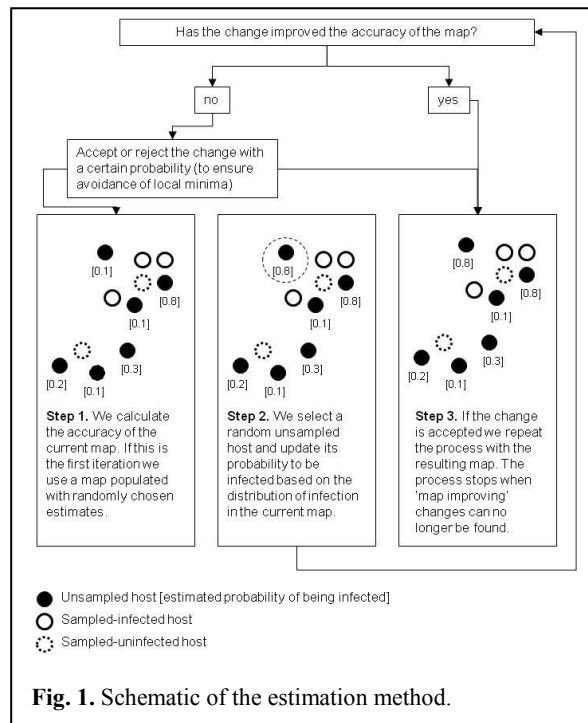 Has the change improved the accuracy of the map?
no
yes
Accept or reject the change with
a certain probability (to ensure
avoidance of local minima)
[0.1]
[0.8]
[0.1]
[0.3]
[0.2]
[0.1]
Step 1. We calculate
the accuracy of the
current map. If this is
the first iteration we
use a map populated
with randomly chosen
estimates.
[0.8]
[0.8]
[0.1]
[0.3]
[0.2]
[0.1]
Step 2. We select a
random unsampled
host and update its
probability to be
infected based on the
distribution of infection
in the current map.
[0.8]
[0.8]
[0.1]
[0.3]
[0.2]
[0.1]
Step 3. If the change
is accepted we repeat
the process with the
resulting map. The
process stops when
'map improving'
changes can no
longer be found.
Unsampled host [estimated probability of being infected]
Sampled-infected host
Sampled-uninfected host
Fig. 1. Schematic of the estimation method.